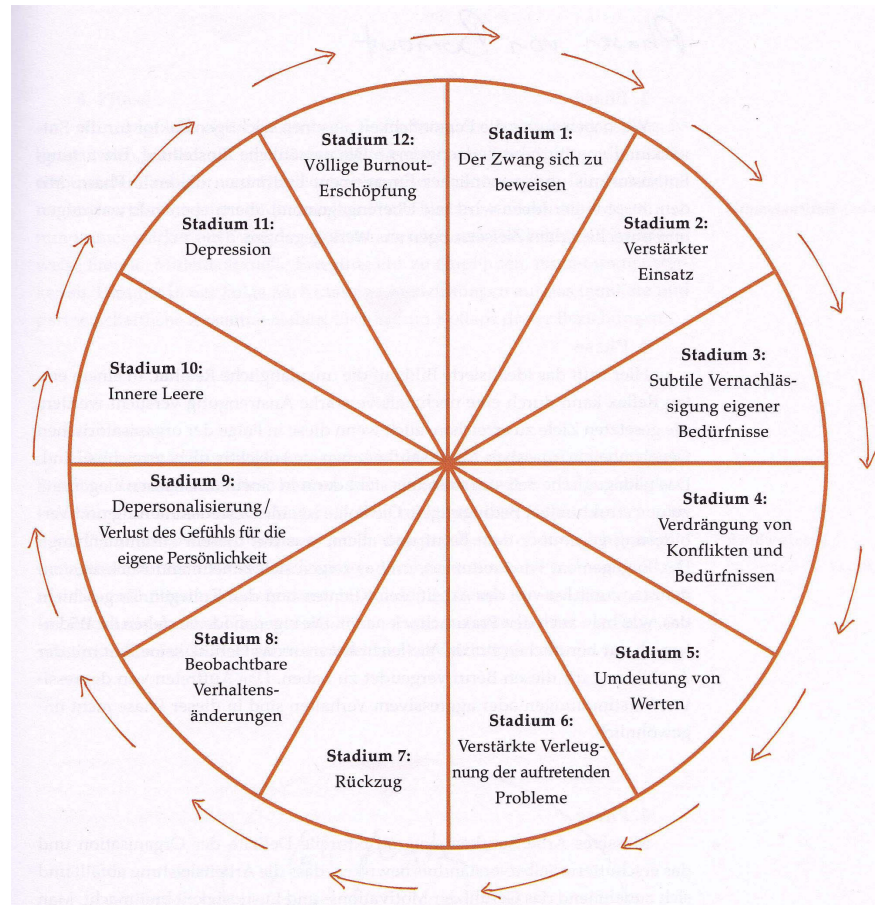 Stadium 1:
Der Zwang sich zu
beweisen
Stadium 2:
Verstärkter
Einsatz
Stadium 3:
Subtile Vernachläs-
sigung eigener
Bedürfnisse
Stadium 4:
Verdrängung von
Konflikten und
Bedürfnissen
Stadium 5:
Umdeutung von
Werten
Stadium 6:
Verstärkte Verleug-
nung der auftretenden
Probleme
Stadium 7:
Rückzug
Stadium 8:
Beobachtbare
Verhaltens-
änderungen
Stadium 9:
Depersonalisierung/
Verlust des Gefühls für die
eigene Persönlichkeit
Stadium 10:
Innere Leere
Stadium 11:
Depression
Stadium 12:
Völlige Burnout-
Erschöpfung